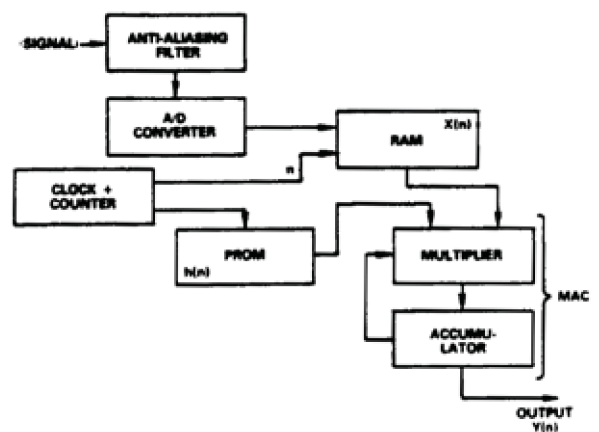 SIGNAL
ANTI-ALIASING
FILTER
A/D
CONVERTER
X(n)
RAM
n
CLOCK +
COUNTER
PROM
h(n)
MULTIPLIER
MAC
ACCUMU-
LATOR
OUTPUT
Y(n)